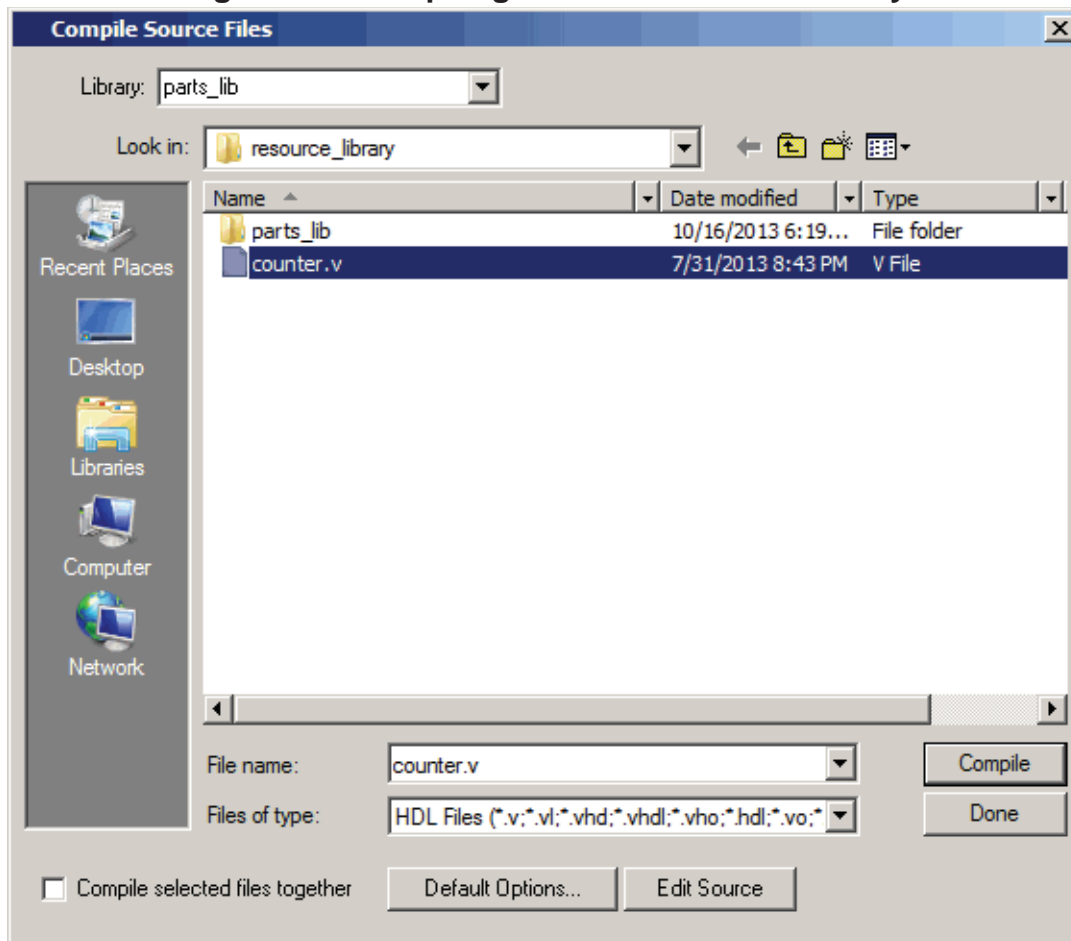 Compile Source Files
Library: parts_lib
Look in: resource_library
Name Date modified Type
parts_lib 10/16/2013 6:19... File folder
counter.v 7/31/2013 8:43 PM V File
Recent Places
Desktop
Libraries
Computer
Network
File name: counter.v Compile
Files of type: HDL Files (*.v;*.vl;*.vhd;*.vhdl;*.vho;*.hdl;*.vo;*. Done
Compile selected files together Default Options... Edit Source